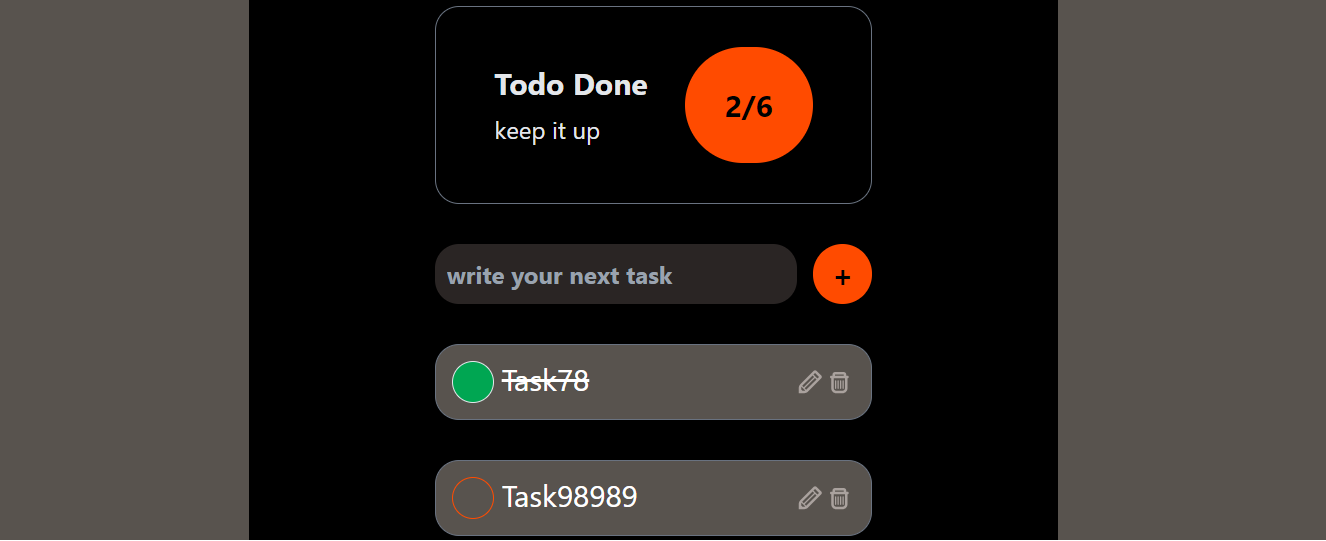 Todo Done
keep it up
2/6
write your next task
+
Task78
Task98989